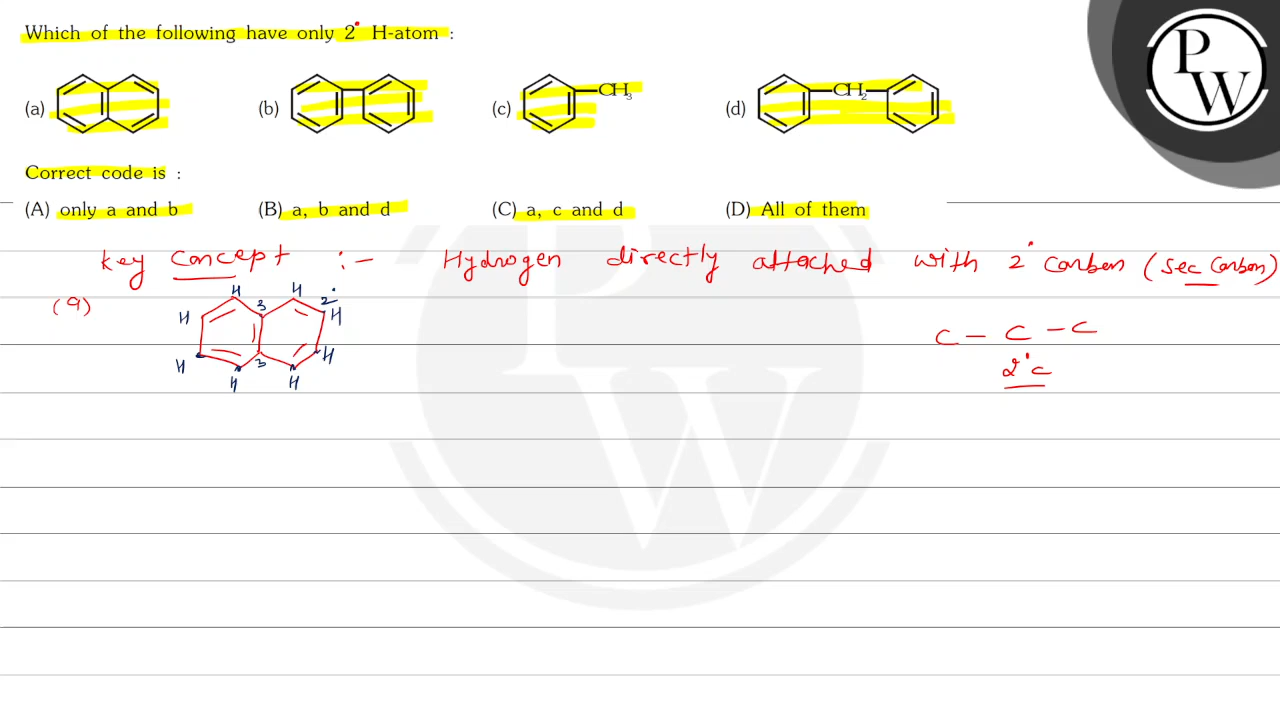 Which of the following have only 2° H-atom :
(a) (b) (c) CH₃ (d) CH₂
Correct code is :
(A) only a and b (B) a, b and d (C) a, c and d (D) All of them
Key concept :- Hydrogen directly attached with 2° carbon (sec carbon)
(a)
H H 2°
H 3 H
C - C - C
2°C
H 3 H
H H
P
W